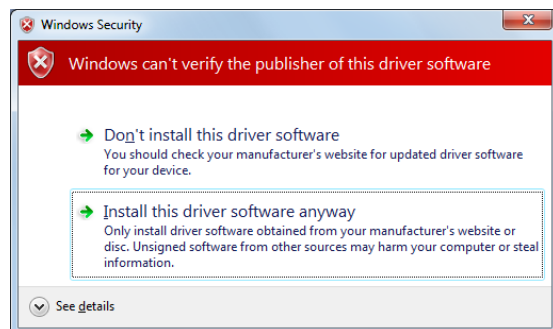 Windows Security
Windows can't verify the publisher of this driver software
Don't install this driver software
You should check your manufacturer's website for updated driver software
for your device.
Install this driver software anyway
Only install driver software obtained from your manufacturer's website or
disc. Unsigned software from other sources may harm your computer or steal
information.
See details